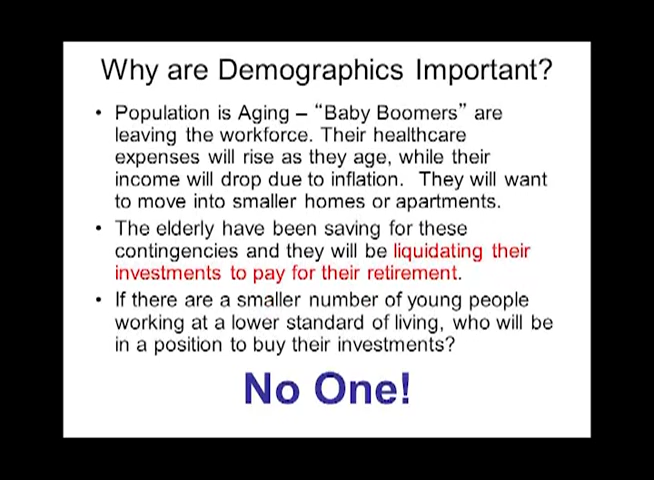 Why are Demographics Important?
• Population is Aging – “Baby Boomers” are
leaving the workforce. Their healthcare
expenses will rise as they age, while their
income will drop due to inflation.  They will want
to move into smaller homes or apartments.
• The elderly have been saving for these
contingencies and they will be liquidating their
investments to pay for their retirement.
• If there are a smaller number of young people
working at a lower standard of living, who will be
in a position to buy their investments?
No One!